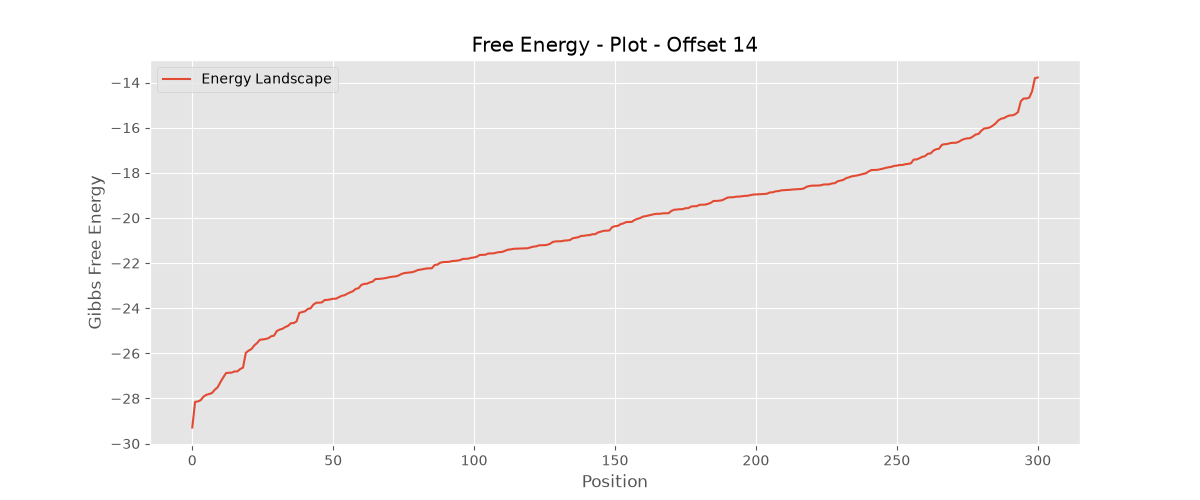 Free Energy - Plot - Offset 14
Energy Landscape
Gibbs Free Energy
−14
−16
−18
−20
−22
−24
−26
−28
−30
0 50 100 150 200 250 300
Position